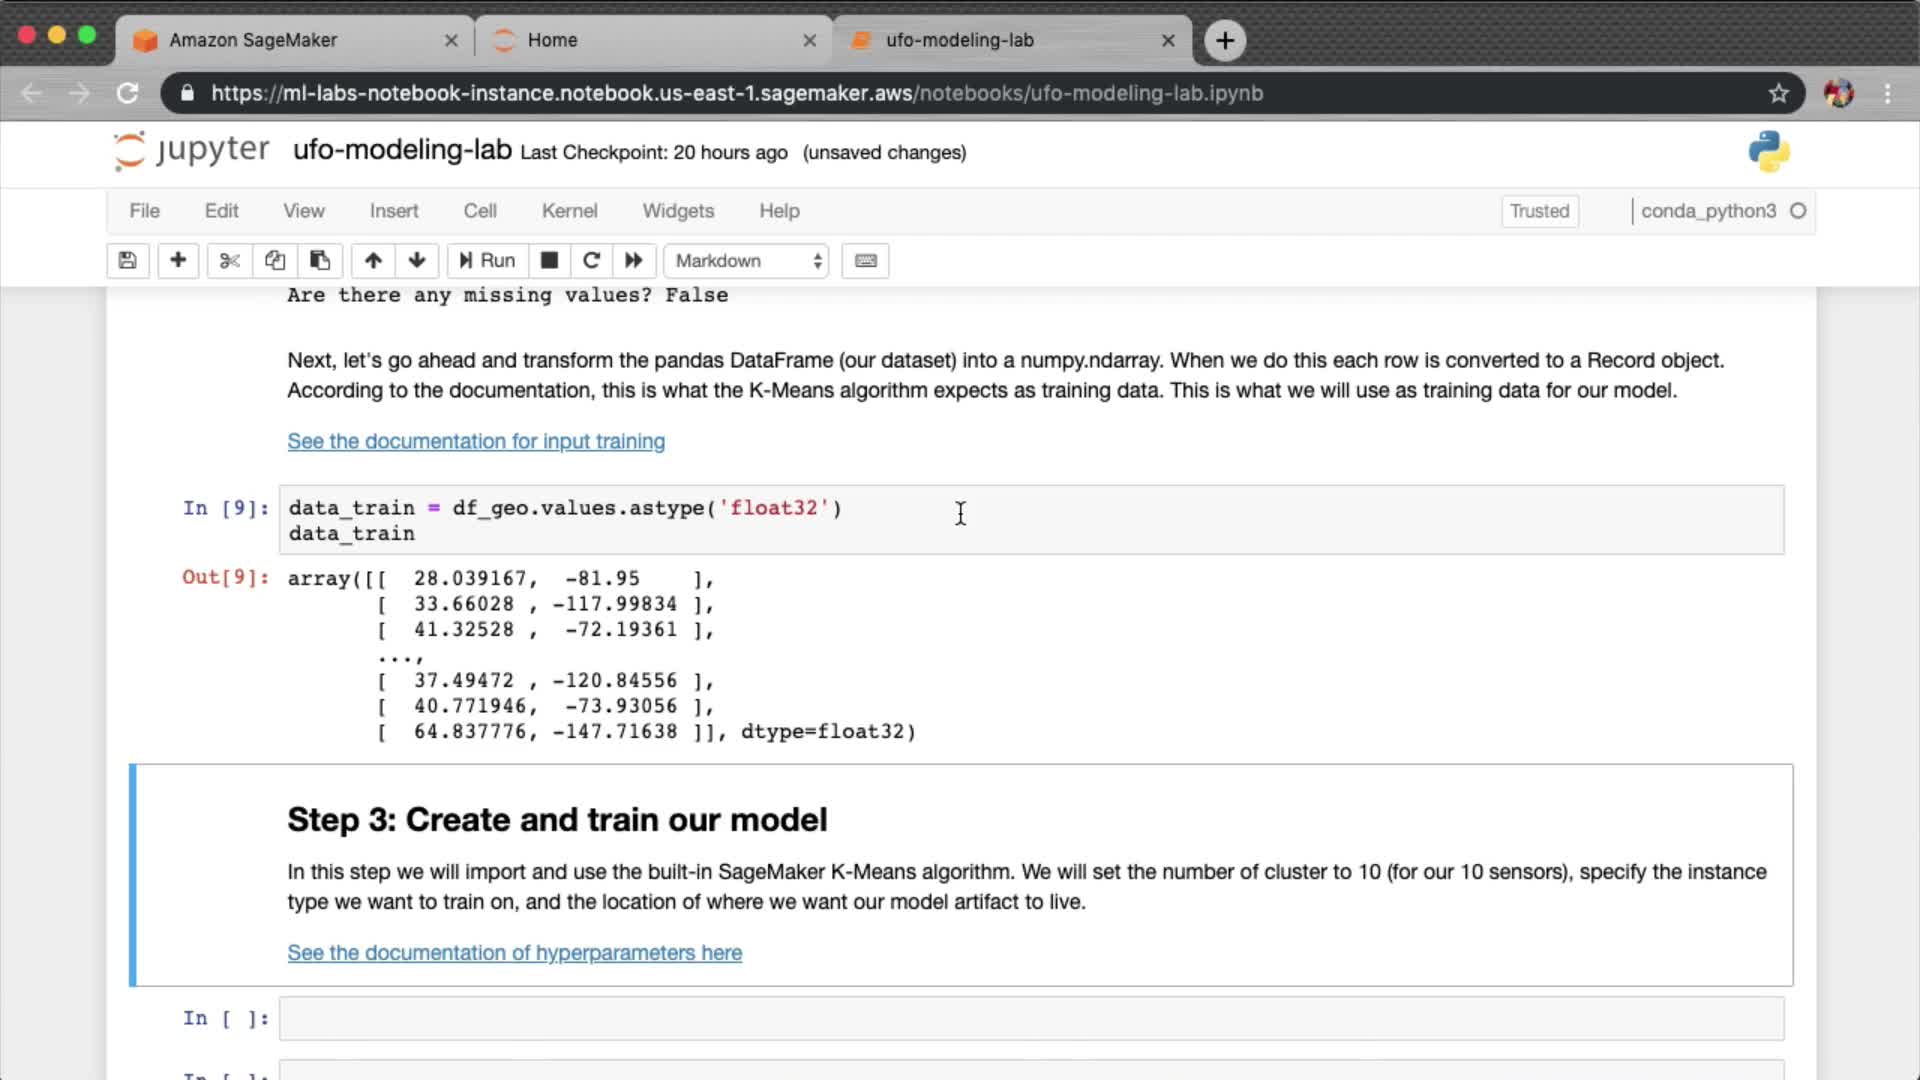 Amazon SageMaker
Home
ufo-modeling-lab
https://ml-labs-notebook-instance.notebook.us-east-1.sagemaker.aws/notebooks/ufo-modeling-lab.ipynb
jupyter ufo-modeling-lab Last Checkpoint: 20 hours ago (unsaved changes)
File Edit View Insert Cell Kernel Widgets Help Trusted conda_python3
Run Markdown
Are there any missing values? False
Next, let's go ahead and transform the pandas DataFrame (our dataset) into a numpy.ndarray. When we do this each row is converted to a Record object.
According to the documentation, this is what the K-Means algorithm expects as training data. This is what we will use as training data for our model.
See the documentation for input training
In [9]: data_train = df_geo.values.astype('float32')
data_train
Out[9]: array([[ 28.039167, -81.95 ],
[ 33.66028 , -117.99834 ],
[ 41.32528 , -72.19361 ],
...,
[ 37.49472 , -120.84556 ],
[ 40.771946, -73.93056 ],
[ 64.837776, -147.71638 ]], dtype=float32)
Step 3: Create and train our model
In this step we will import and use the built-in SageMaker K-Means algorithm. We will set the number of cluster to 10 (for our 10 sensors), specify the instance
type we want to train on, and the location of where we want our model artifact to live.
See the documentation of hyperparameters here
In [ ]:
In [ ]: